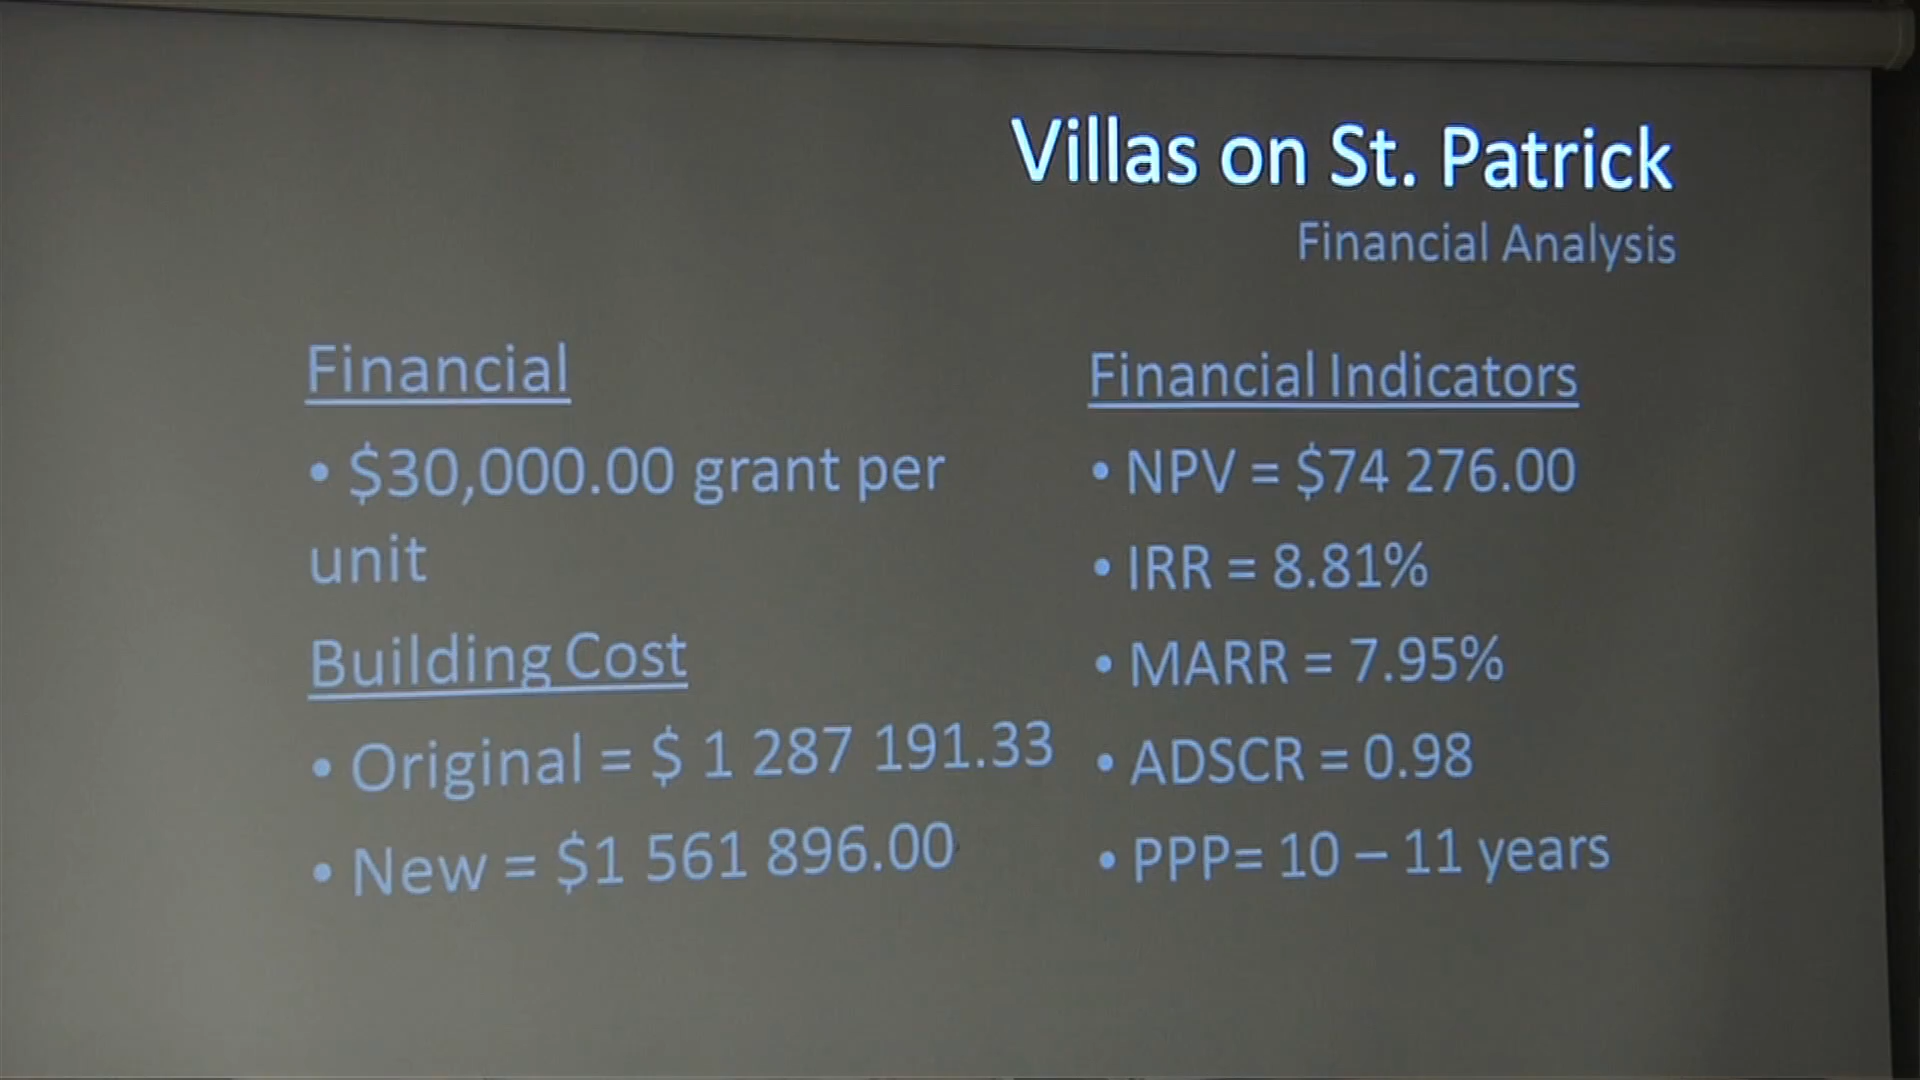 Villas on St. Patrick
Financial Analysis
Financial
• $30,000.00 grant per
unit
Building Cost
• Original = $ 1 287 191.33
• New = $1 561 896.00
Financial Indicators
• NPV = $74 276.00
• IRR = 8.81%
• MARR = 7.95%
• ADSCR = 0.98
• PPP= 10 – 11 years